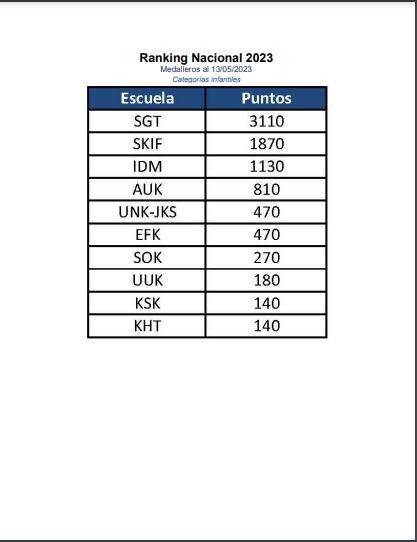 Ranking Nacional 2023
Medalleros al 13/05/2023
Categorias infantiles
Escuela Puntos
SGT 3110
SKIF 1870
IDM 1130
AUK 810
UNK-JKS 470
EFK 470
SOK 270
UUK 180
KSK 140
KHT 140